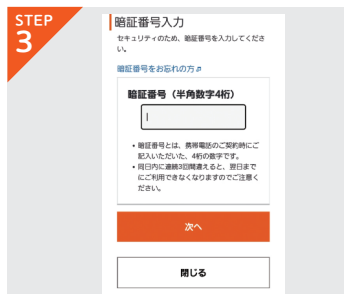 STEP
3
暗証番号入力
セキュリティのため、暗証番号を入力してくださ
い。
暗証番号をお忘れの方
暗証番号（半角数字4桁）
• 暗証番号とは、携帯電話のご契約時にご
記入いただいた、4桁の数字です。
• 同日内に連続3回間違えると、翌日まで
にご利用できなくなりますのでご注意く
ださい。
次へ
閉じる